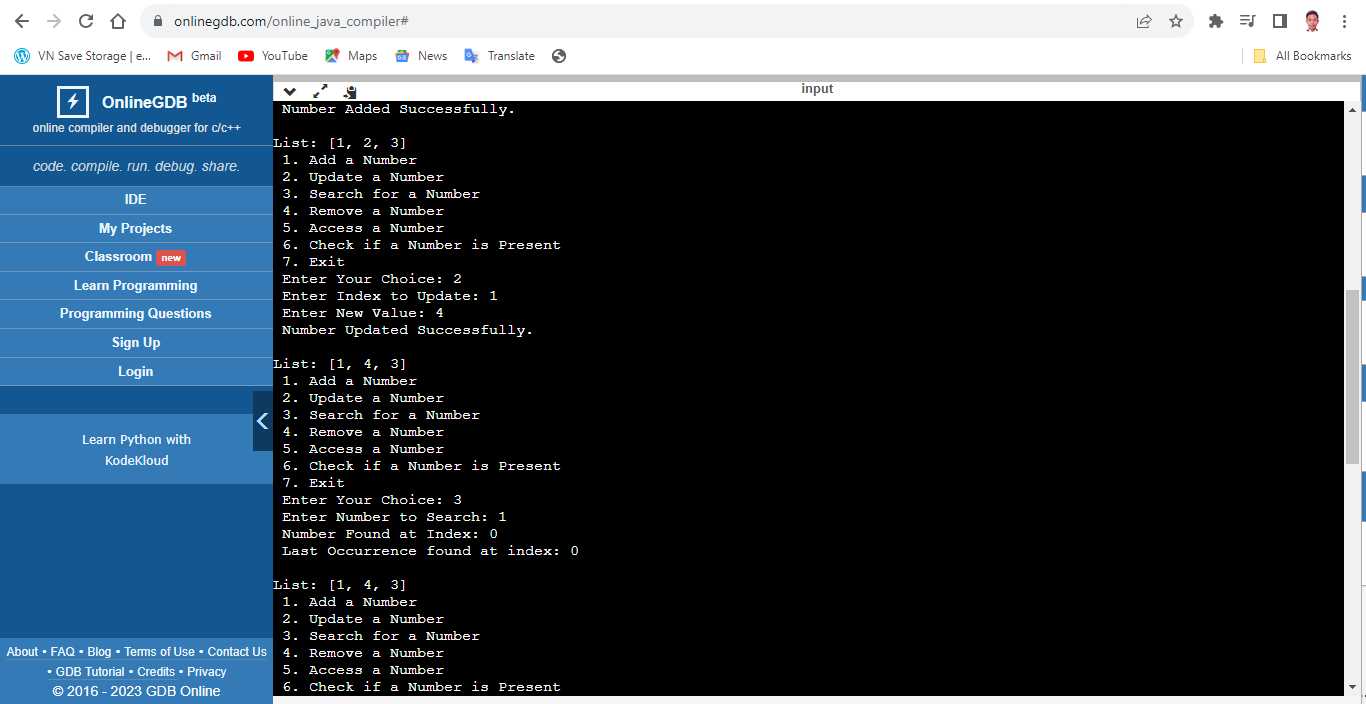 onlinegdb.com/online_java_compiler#
VN Save Storage | e... Gmail YouTube Maps News Translate All Bookmarks
OnlineGDB beta
online compiler and debugger for c/c++
code. compile. run. debug. share.
IDE
My Projects
Classroom new
Learn Programming
Programming Questions
Sign Up
Login
Learn Python with
KodeKloud
About • FAQ • Blog • Terms of Use • Contact Us
• GDB Tutorial • Credits • Privacy
© 2016 - 2023 GDB Online
input
Number Added Successfully.
List: [1, 2, 3]
1. Add a Number
2. Update a Number
3. Search for a Number
4. Remove a Number
5. Access a Number
6. Check if a Number is Present
7. Exit
Enter Your Choice: 2
Enter Index to Update: 1
Enter New Value: 4
Number Updated Successfully.
List: [1, 4, 3]
1. Add a Number
2. Update a Number
3. Search for a Number
4. Remove a Number
5. Access a Number
6. Check if a Number is Present
7. Exit
Enter Your Choice: 3
Enter Number to Search: 1
Number Found at Index: 0
Last Occurrence found at index: 0
List: [1, 4, 3]
1. Add a Number
2. Update a Number
3. Search for a Number
4. Remove a Number
5. Access a Number
6. Check if a Number is Present